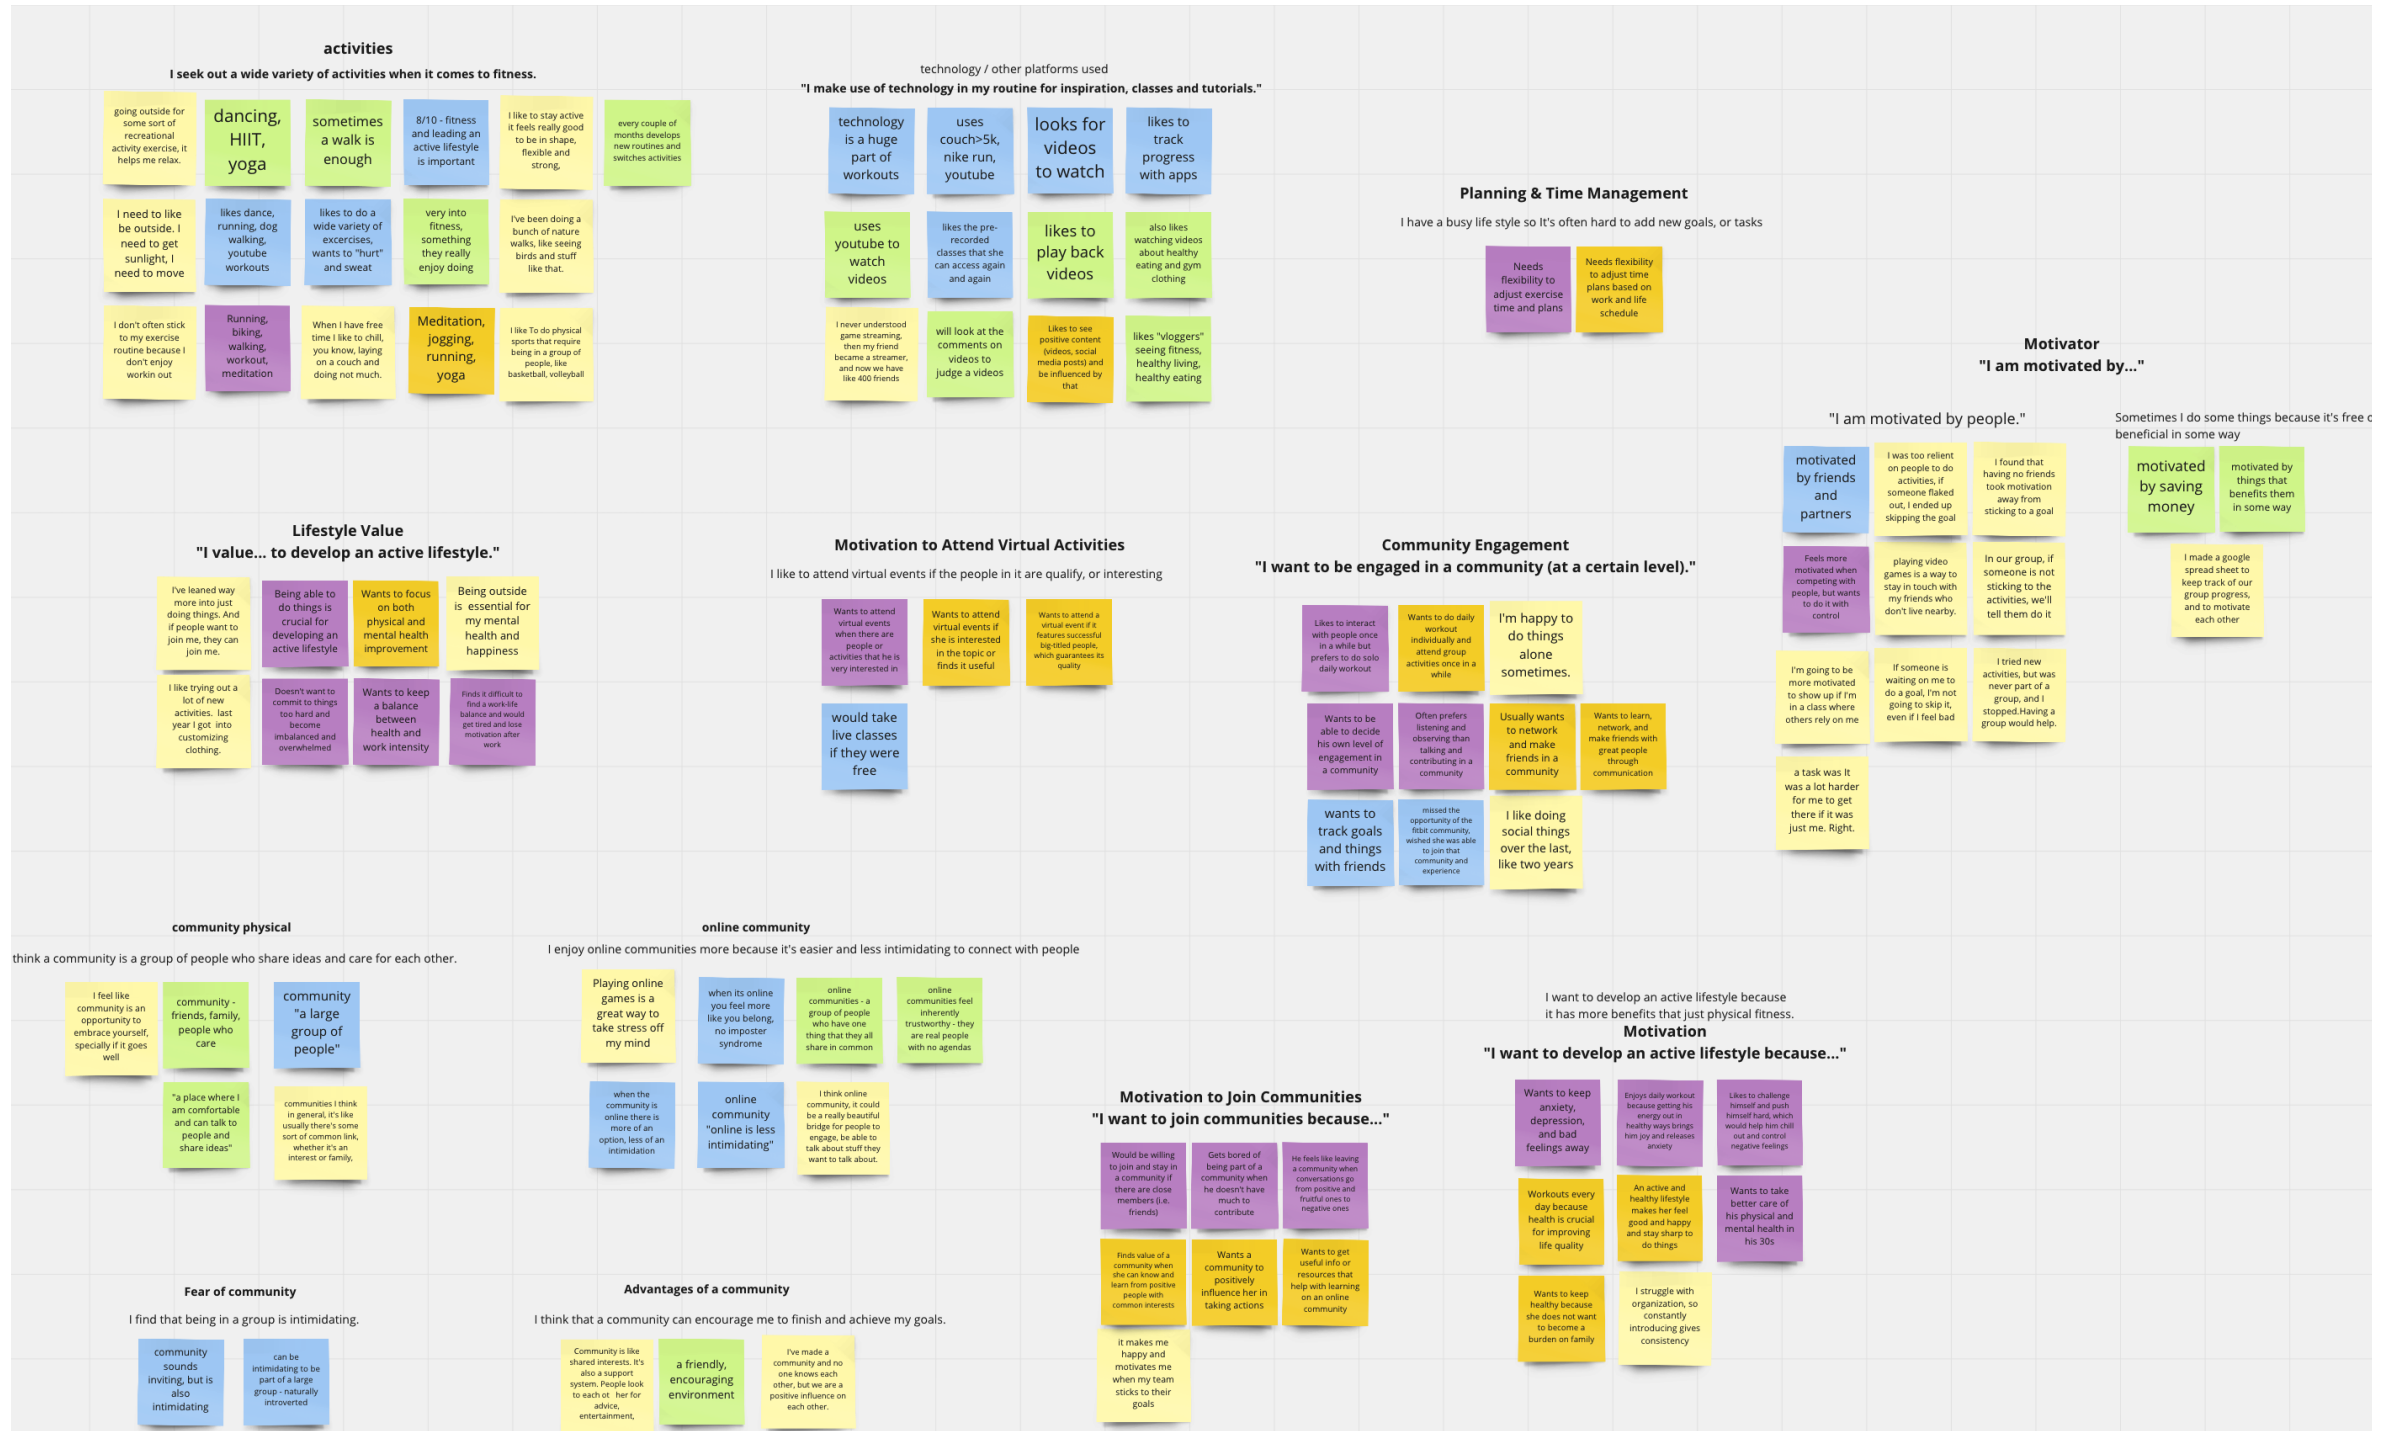 activities
I seek out a wide variety of activities when it comes to fitness.
going outside for
some sort of
recreational
activity exercise, it
helps me relax.
dancing,
HIIT,
yoga
sometimes
a walk is
enough
8/10 - fitness
and leading an
active lifestyle
is important
I like to stay active
it feels really good
to be in shape,
flexible and
strong,
every couple of
months develops
new routines and
switches activities
I need to like
be outside. I
need to get
sunlight, I
need to move
likes dance,
running, dog
walking,
youtube
workouts
likes to do a
wide variety of
excercises,
wants to "hurt"
and sweat
very into
fitness,
something
they really
enjoy doing
I've been doing a
bunch of nature
walks, like seeing
birds and stuff
like that.
I don't often stick
to my exercise
routine because I
don't enjoy
workin out
Running,
biking,
walking,
workout,
meditation
When I have free
time I like to chill,
you know, laying
on a couch and
doing not much.
Meditation,
jogging,
running,
yoga
I like To do physical
sports that require
being in a group of
people, like
basketball, volleyball
technology / other platforms used
"I make use of technology in my routine for inspiration, classes and tutorials."
technology
is a huge
part of
workouts
uses
couch>5k,
nike run,
youtube
looks for
videos
to watch
likes to
track
progress
with apps
uses
youtube to
watch
videos
likes the pre-
recorded
classes that she
can access again
and again
likes to
play back
videos
also likes
watching videos
about healthy
eating and gym
clothing
I never understood
game streaming,
then my friend
became a streamer,
and now we have
like 400 friends
will look at the
comments on
videos to
judge a videos
Likes to see
positive content
(videos, social
media posts) and
be influenced by
that
likes "vloggers"
seeing fitness,
healthy living,
healthy eating
Planning & Time Management
I have a busy life style so It's often hard to add new goals, or tasks
Needs
flexibility to
adjust exercise
time and plans
Needs flexibility
to adjust time
plans based on
work and life
schedule
Motivator
"I am motivated by..."
"I am motivated by people."
motivated
by friends
and
partners
I was too relient
on people to do
activities, if
someone flaked
out, I ended up
skipping the goal
I found that
having no friends
took motivation
away from
sticking to a goal
Feels more
motivated when
competing with
people, but wants
to do it with
control
playing video
games is a way to
stay in touch with
my friends who
don't live nearby.
In our group, if
someone is not
sticking to the
activities, we'll
tell them do it
I'm going to be
more motivated
to show up if I'm
in a class where
others rely on me
If someone is
waiting on me to
do a goal, I'm not
going to skip it,
even if I feel bad
I tried new
activities, but was
never part of a
group, and I
stopped.Having a
group would help.
a task was It
was a lot harder
for me to get
there if it was
just me. Right.
Sometimes I do some things because it's free o
beneficial in some way
motivated
by saving
money
motivated by
things that
benefits them
in some way
I made a google
spread sheet to
keep track of our
group progress,
and to motivate
each other
Lifestyle Value
"I value... to develop an active lifestyle."
I've leaned way
more into just
doing things. And
if people want to
join me, they can
join me.
Being able to
do things is
crucial for
developing an
active lifestyle
Wants to focus
on both
physical and
mental health
improvement
Being outside
is essential for
my mental
health and
happiness
I like trying out a
lot of new
activities. last
year I got into
customizing
clothing.
Doesn't want to
commit to things
too hard and
become
imbalanced and
overwhelmed
Wants to keep
a balance
between
health and
work intensity
Finds it difficult to
find a work-life
balance and would
get tired and lose
motivation after
work
Motivation to Attend Virtual Activities
I like to attend virtual events if the people in it are qualify, or interesting
Wants to attend
virtual events
when there are
people or
activities that he is
very interested in
Wants to attend
virtual events if
she is interested
in the topic or
finds it useful
Wants to attend a
virtual event if it
features successful
big-titled people,
which guarantees its
quality
would take
live classes
if they were
free
Community Engagement
"I want to be engaged in a community (at a certain level)."
Likes to interact
with people once
in a while but
prefers to do solo
daily workout
Wants to do daily
workout
individually and
attend group
activities once in a
while
I'm happy to
do things
alone
sometimes.
Wants to be
able to decide
his own level of
engagement in
a community
Often prefers
listening and
observing than
talking and
contributing in a
community
Usually wants
to network
and make
friends in a
community
Wants to learn,
network, and
make friends with
great people
through
communication
wants to
track goals
and things
with friends
missed the
opportunity of the
fitbit community,
wished she was able
to join that
community and
experience
I like doing
social things
over the last,
like two years
community physical
think a community is a group of people who share ideas and care for each other.
I feel like
community is an
opportunity to
embrace yourself,
specially if it goes
well
community -
friends, family,
people who
care
community
"a large
group of
people"
"a place where I
am comfortable
and can talk to
people and
share ideas"
communities I think
in general, it's like
usually there's some
sort of common link,
whether it's an
interest or family,
online community
I enjoy online communities more because it's easier and less intimidating to connect with people
Playing online
games is a
great way to
take stress off
my mind
when its online
you feel more
like you belong,
no imposter
syndrome
online
communities - a
group of people
who have one
thing that they all
share in common
online
communities feel
inherently
trustworthy - they
are real people
with no agendas
when the
community is
online there is
more of an
option, less of an
intimidation
online
community
"online is less
intimidating"
I think online
community, it could
be a really beautiful
bridge for people to
engage, be able to
talk about stuff they
want to talk about.
Motivation to Join Communities
"I want to join communities because..."
Would be willing
to join and stay in
a community if
there are close
members (i.e.
friends)
Gets bored of
being part of a
community when
he doesn't have
much to
contribute
He feels like leaving
a community when
conversations go
from positive and
fruitful ones to
negative ones
Finds value of a
community when
she can know and
learn from positive
people with
common interests
Wants a
community to
positively
influence her in
taking actions
Wants to get
useful info or
resources that
help with learning
on an online
community
it makes me
happy and
motivates me
when my team
sticks to their
goals
I want to develop an active lifestyle because
it has more benefits that just physical fitness.
Motivation
"I want to develop an active lifestyle because..."
Wants to keep
anxiety,
depression,
and bad
feelings away
Enjoys daily workout
because getting his
energy out in
healthy ways brings
him joy and releases
anxiety
Likes to challenge
himself and push
himself hard, which
would help him chill
out and control
negative feelings
Workouts every
day because
health is crucial
for improving
life quality
An active and
healthy lifestyle
makes her feel
good and happy
and stay sharp to
do things
Wants to take
better care of
his physical and
mental health in
his 30s
Wants to keep
healthy because
she does not want
to become a
burden on family
I struggle with
organization, so
constantly
introducing gives
consistency
Fear of community
I find that being in a group is intimidating.
community
sounds
inviting, but is
also
intimidating
can be
intimidating to be
part of a large
group - naturally
introverted
Advantages of a community
I think that a community can encourage me to finish and achieve my goals.
Community is like
shared interests. It's
also a support
system. People look
to each ot her for
advice,
entertainment,
a friendly,
encouraging
environment
I've made a
community and no
one knows each
other, but we are a
positive influence on
each other.